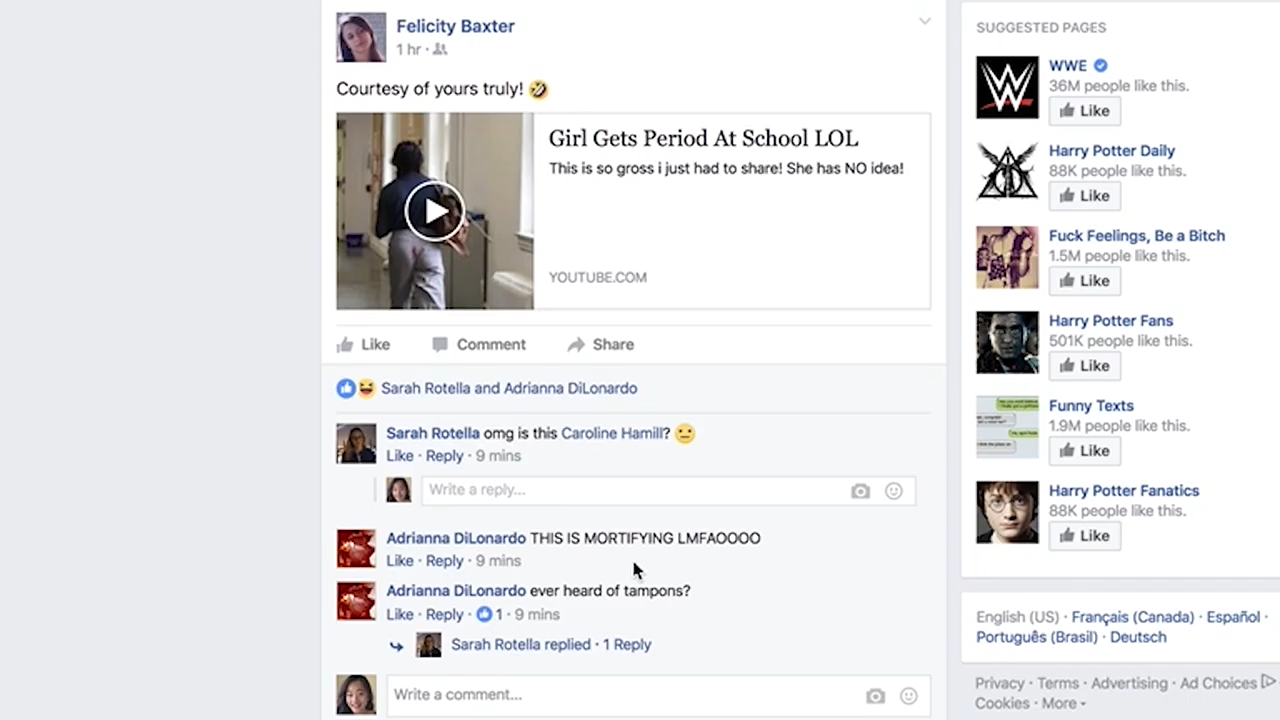 Felicity Baxter
1 hr ·
Courtesy of yours truly! 🤣
Girl Gets Period At School LOL
This is so gross i just had to share! She has NO idea!
YOUTUBE.COM
Like Comment Share
Sarah Rotella and Adrianna DiLonardo
Sarah Rotella omg is this Caroline Hamill? 😐
Like · Reply · 9 mins
Write a reply...
Adrianna DiLonardo THIS IS MORTIFYING LMFAOOOO
Like · Reply · 9 mins
Adrianna DiLonardo ever heard of tampons?
Like · Reply · 1 · 9 mins
Sarah Rotella replied · 1 Reply
Write a comment...
SUGGESTED PAGES
WWE
36M people like this.
Like
Harry Potter Daily
88K people like this.
Like
Fuck Feelings, Be a Bitch
1.5M people like this.
Like
Harry Potter Fans
501K people like this.
Like
Funny Texts
1.9M people like this.
Like
Harry Potter Fanatics
88K people like this.
Like
English (US) · Français (Canada) · Español ·
Português (Brasil) · Deutsch
Privacy · Terms · Advertising · Ad Choices
Cookies · More